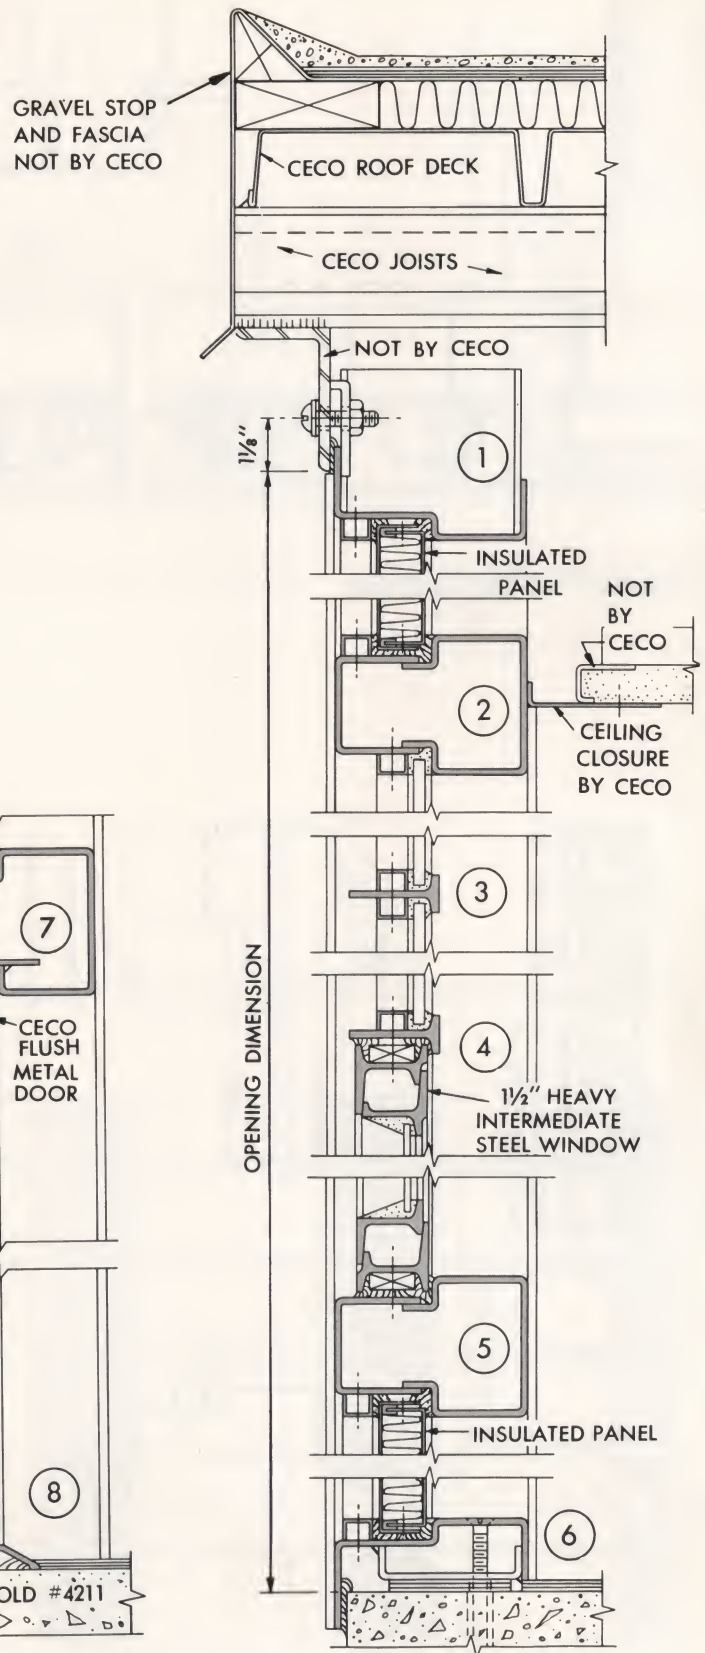 GRAVEL STOP
AND FASCIA
NOT BY CECO
CECO ROOF DECK
CECO JOISTS
NOT BY CECO
1⅛"
1
INSULATED
PANEL
NOT
BY
CECO
2
CEILING
CLOSURE
BY CECO
3
OPENING DIMENSION
4
1½" HEAVY
INTERMEDIATE
STEEL WINDOW
5
INSULATED PANEL
6
7
CECO
FLUSH
METAL
DOOR
8
OLD #4211